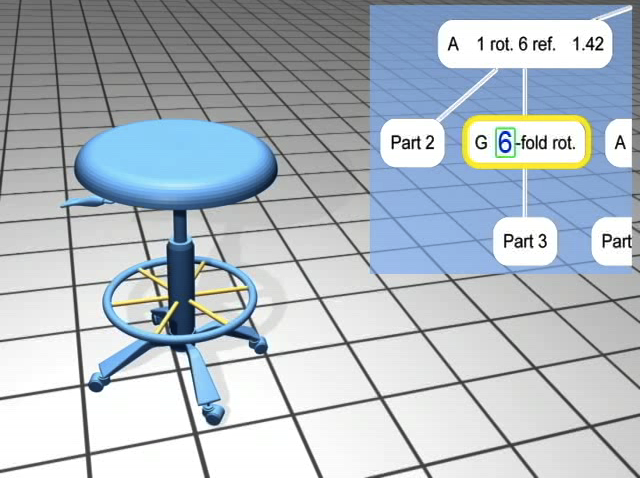 A 1 rot. 6 ref. 1.42
Part 2
G 6-fold rot.
A
Part 3
Part